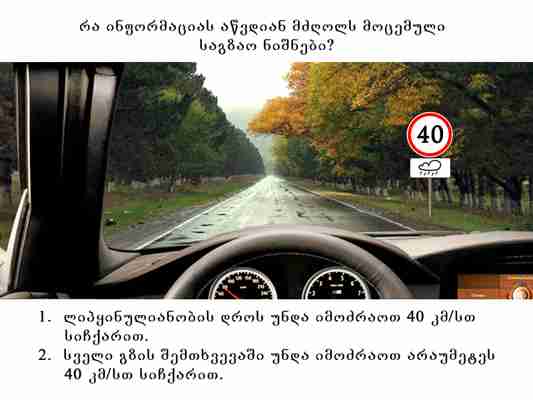 რა ინფორმაციას აწვდიან მძღოლს მოცემული
საგზაო ნიშნები?
40
1. ლიპყინულიანობის დროს უნდა იმოძრაოთ 40 კმ/სთ
სიჩქარით.
2. სველი გზის შემთხვევაში უნდა იმოძრაოთ არაუმეტეს
40 კმ/სთ სიჩქარით.